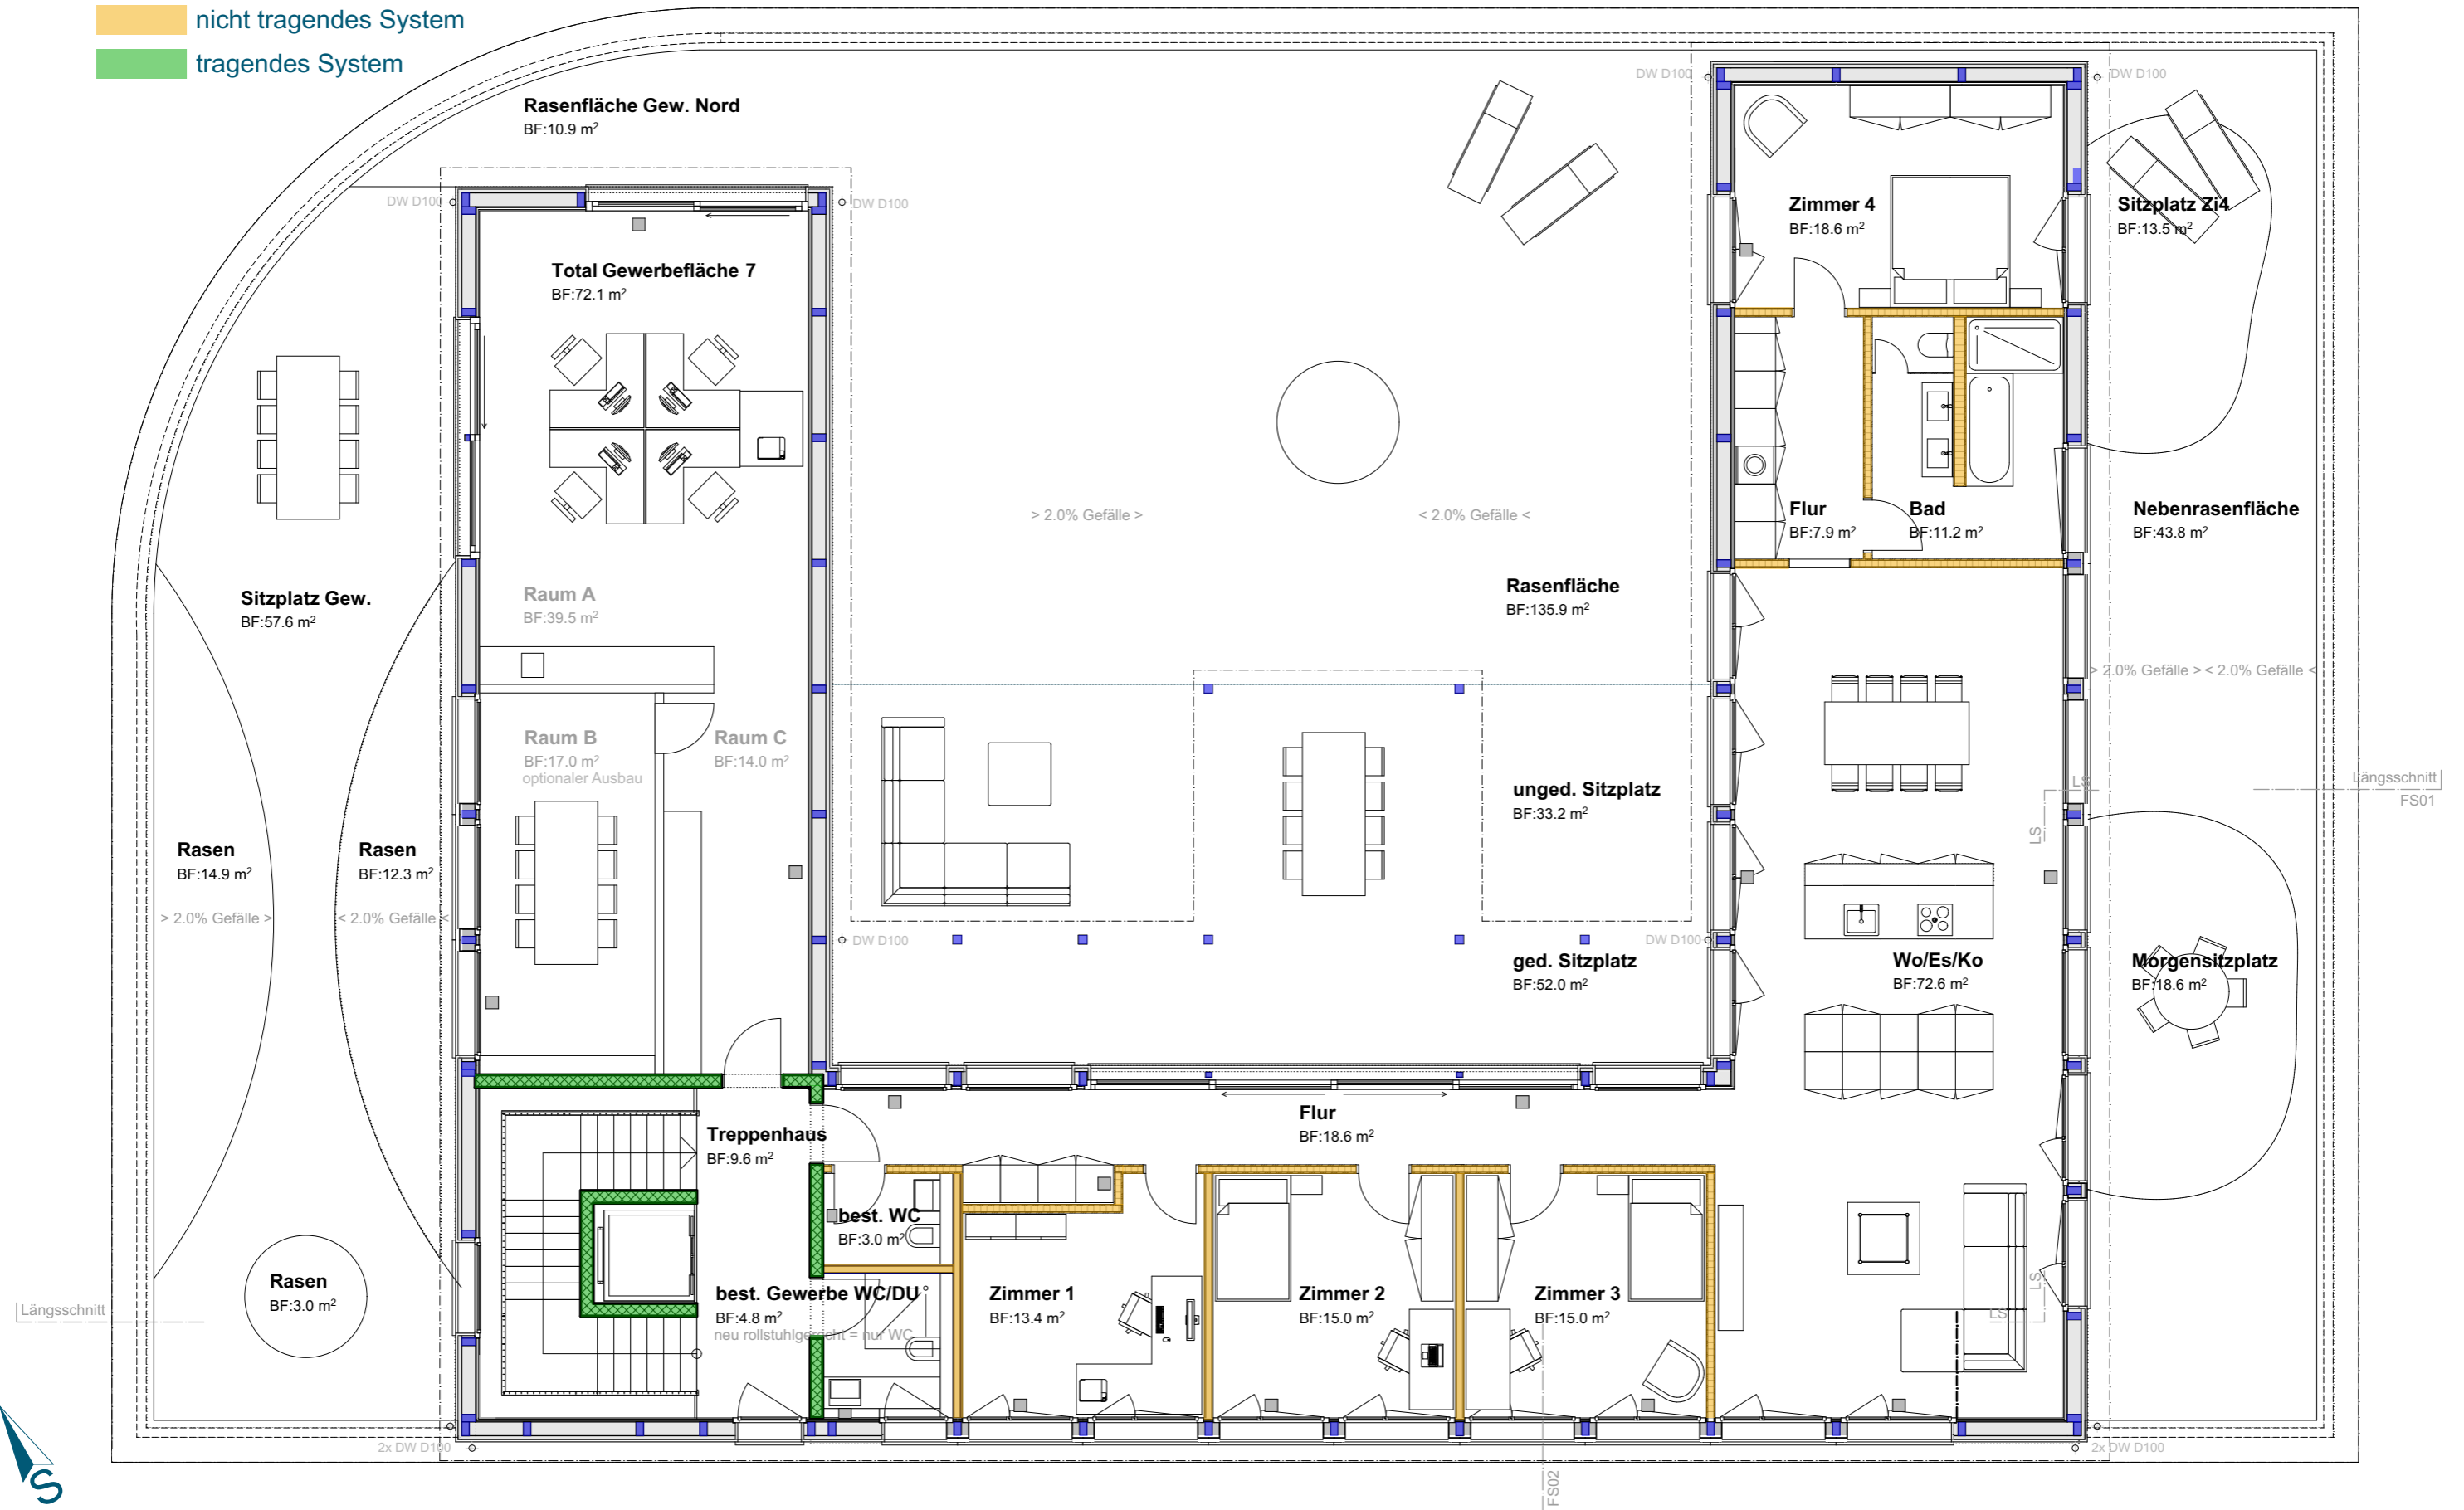 nicht tragendes System
tragendes System
Rasenfläche Gew. Nord
BF:10.9 m²
DW D100
DW D100
DW D100
DW D100
Zimmer 4
BF:18.6 m²
Sitzplatz Zi4
BF:13.5 m²
Total Gewerbefläche 7
BF:72.1 m²
> 2.0% Gefälle >
< 2.0% Gefälle <
Flur
BF:7.9 m²
Bad
BF:11.2 m²
Nebenrasenfläche
BF:43.8 m²
Sitzplatz Gew.
BF:57.6 m²
Raum A
BF:39.5 m²
Rasenfläche
BF:135.9 m²
> 2.0% Gefälle >
< 2.0% Gefälle <
Raum B
BF:17.0 m²
optionaler Ausbau
Raum C
BF:14.0 m²
unged. Sitzplatz
BF:33.2 m²
LS
LS
Längsschnitt
FS01
Rasen
BF:14.9 m²
Rasen
BF:12.3 m²
> 2.0% Gefälle >
< 2.0% Gefälle <
DW D100
DW D100
ged. Sitzplatz
BF:52.0 m²
Wo/Es/Ko
BF:72.6 m²
Morgensitzplatz
BF:18.6 m²
Flur
BF:18.6 m²
Treppenhaus
BF:9.6 m²
best. WC
BF:3.0 m²
Rasen
BF:3.0 m²
best. Gewerbe WC/DU
BF:4.8 m²
neu rollstuhlgerecht = nur WC
Zimmer 1
BF:13.4 m²
Zimmer 2
BF:15.0 m²
Zimmer 3
BF:15.0 m²
LS
LS
Längsschnitt
2x DW D100
2x DW D100
FS02
S